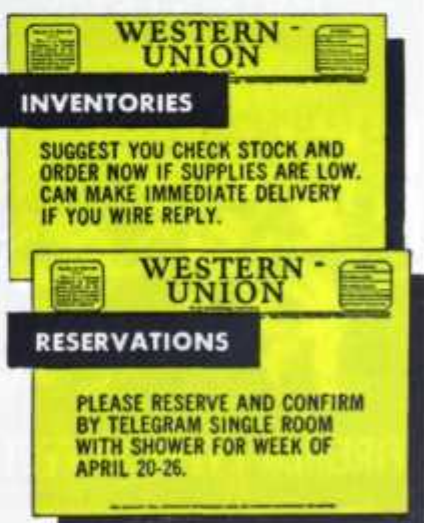 WESTERN -
UNION
INVENTORIES
SUGGEST YOU CHECK STOCK AND
ORDER NOW IF SUPPLIES ARE LOW.
CAN MAKE IMMEDIATE DELIVERY
IF YOU WIRE REPLY.
WESTERN -
UNION
RESERVATIONS
PLEASE RESERVE AND CONFIRM
BY TELEGRAM SINGLE ROOM
WITH SHOWER FOR WEEK OF
APRIL 20-26.